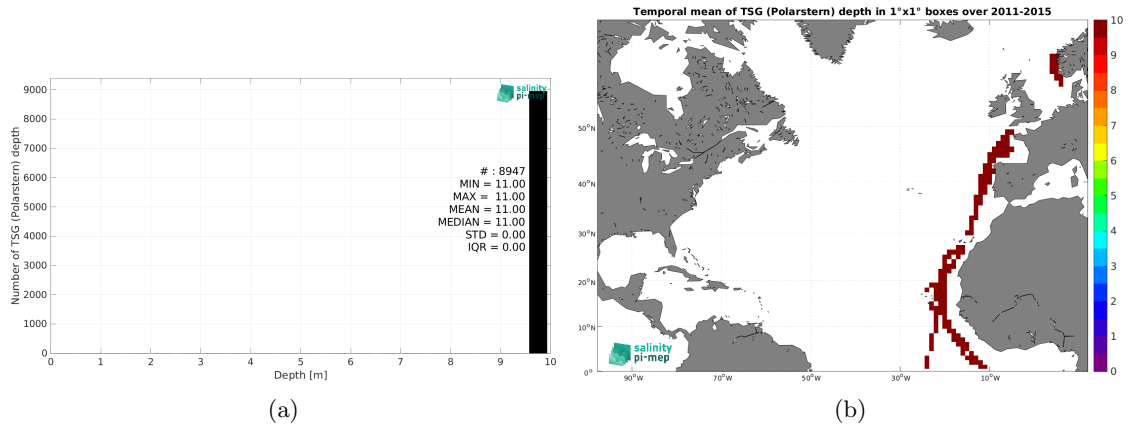 9000
8000
7000
6000
5000
4000
3000
2000
1000
0
Number of TSG (Polarstern) depth
salinity
pi-mep
# : 8947
MIN = 11.00
MAX = 11.00
MEAN = 11.00
MEDIAN = 11.00
STD = 0.00
IQR = 0.00
0 1 2 3 4 5 6 7 8 9 10
Depth [m]
(a)
Temporal mean of TSG (Polarstern) depth in 1°x1° boxes over 2011-2015
50°N
40°N
30°N
20°N
10°N
0°
90°W 70°W 50°W 30°W 10°W
salinity
pi-mep
10
9
8
7
6
5
4
3
2
1
0
(b)